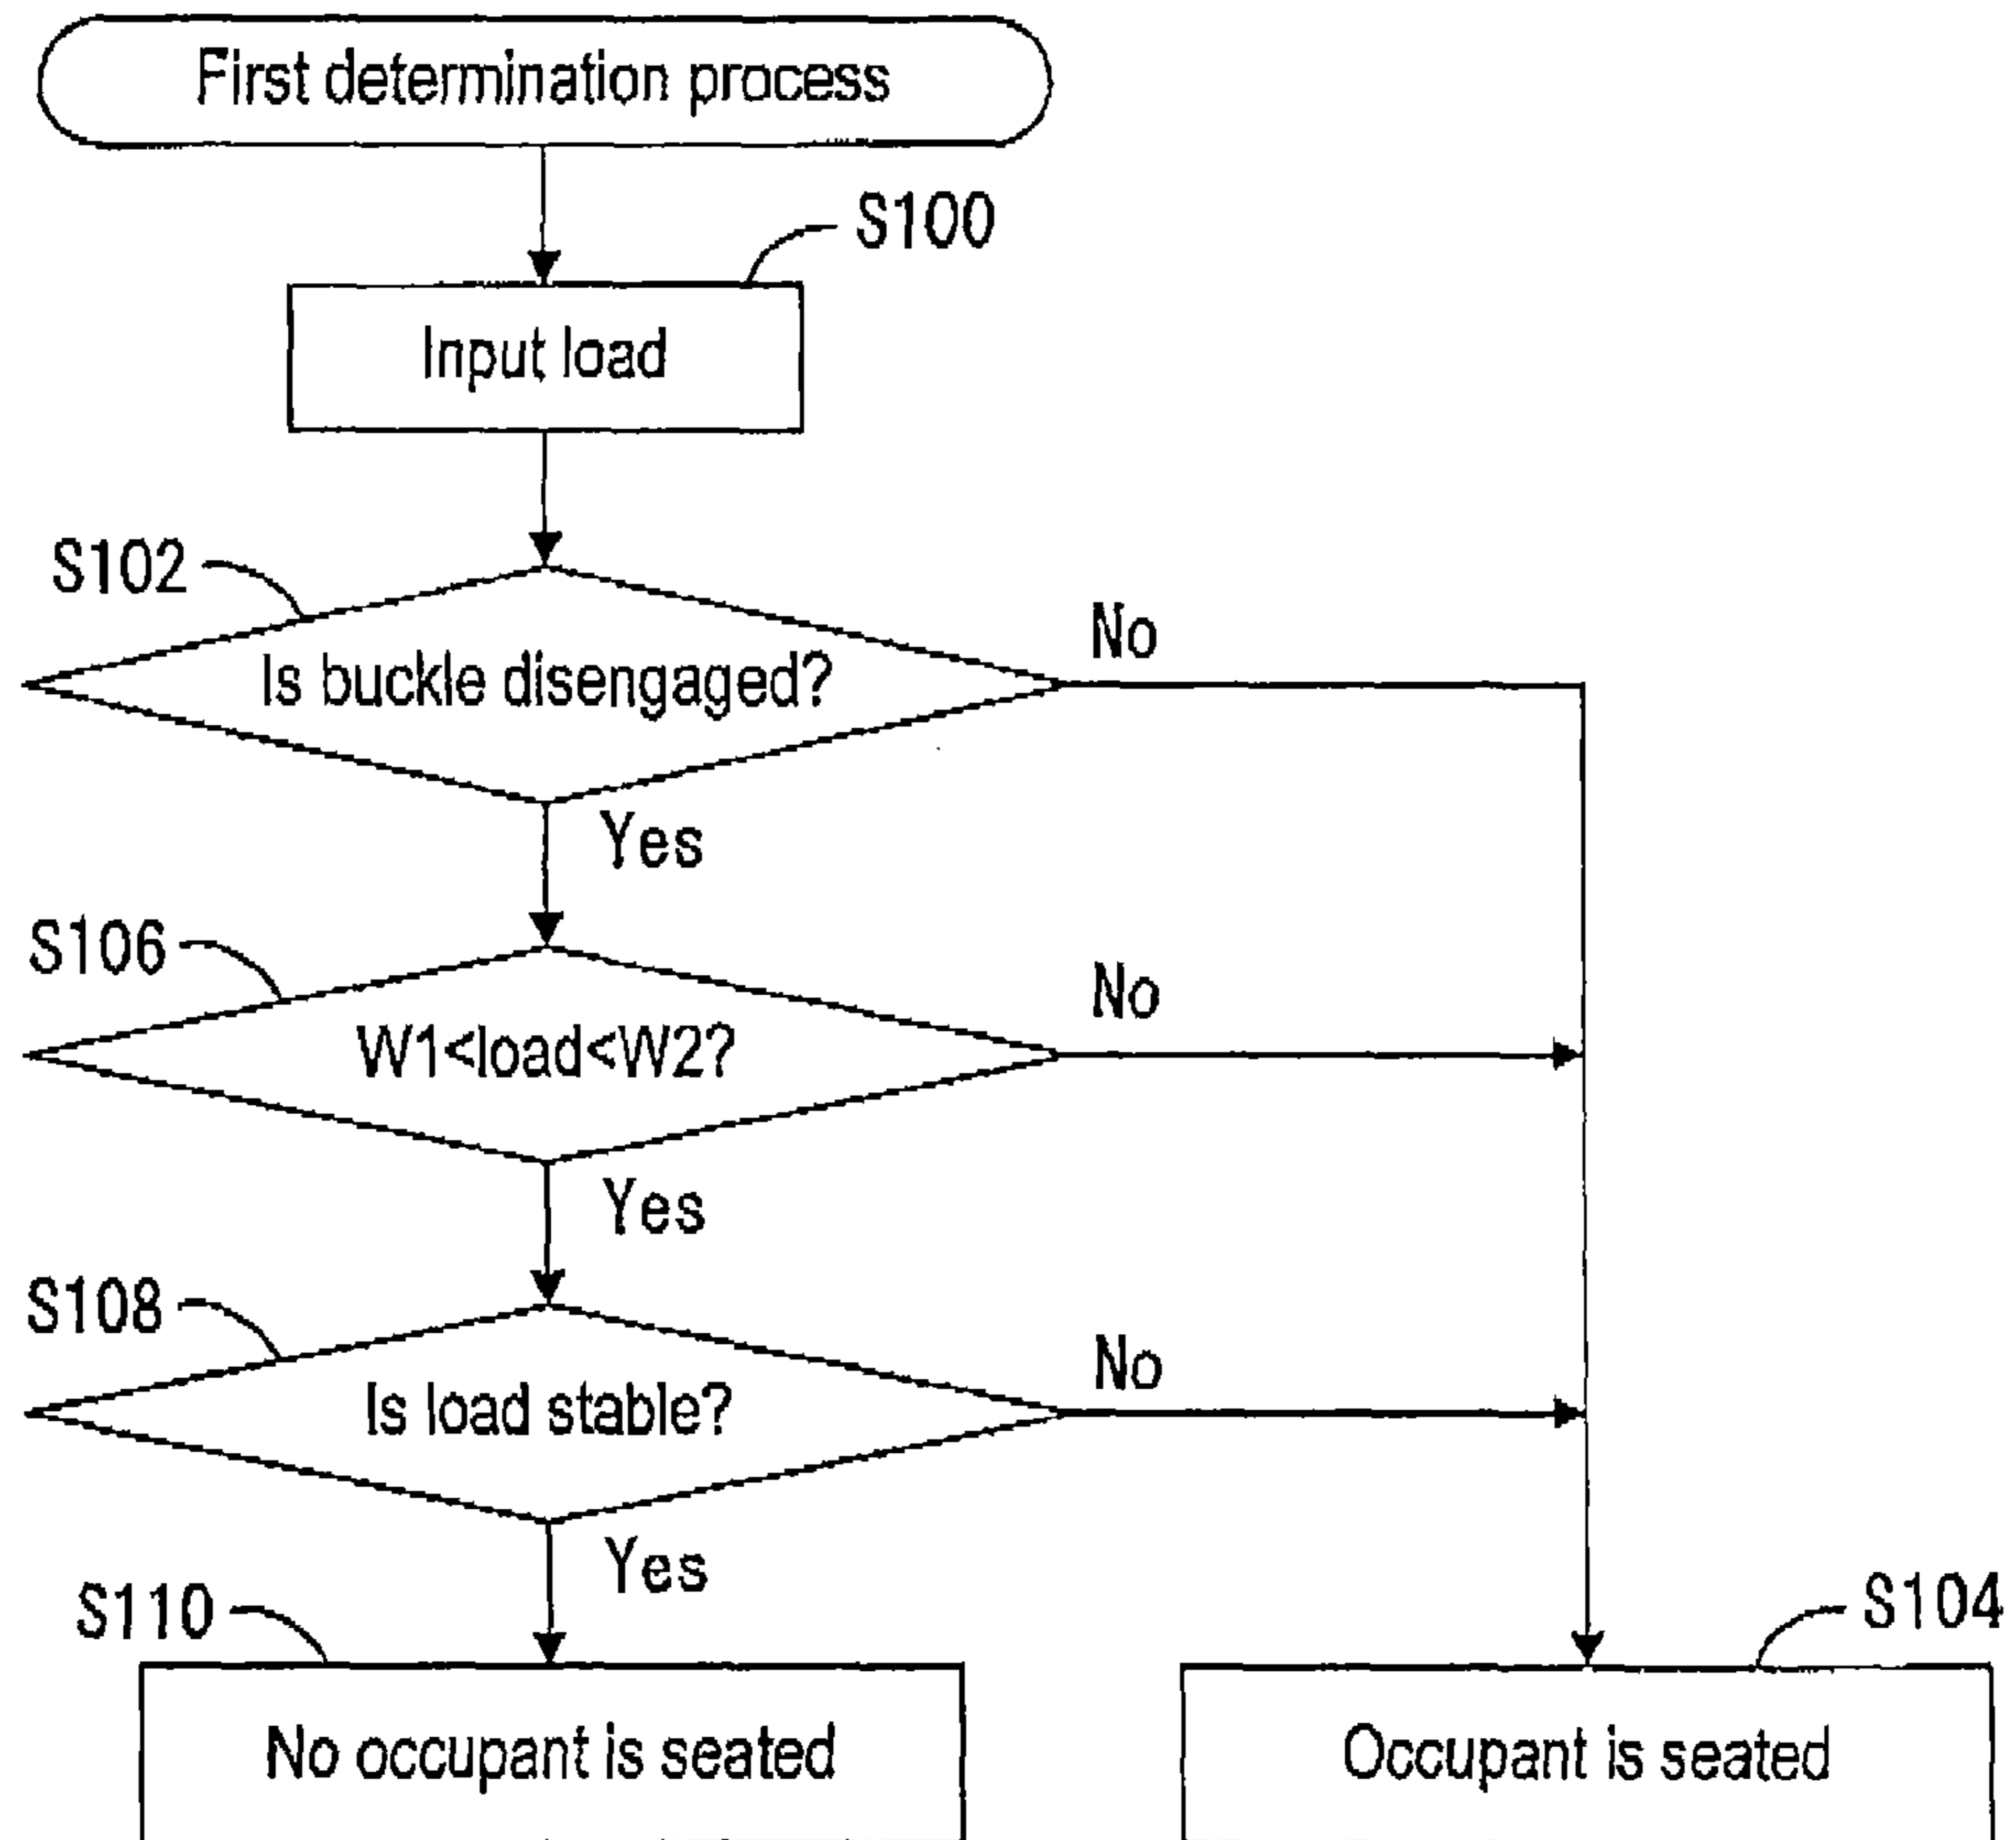 First determination process
S100
Input load
S102
Is buckle disengaged?
No
Yes
S106
W1<load<W2?
No
Yes
S108
Is load stable?
No
Yes
S110
No occupant is seated
S104
Occupant is seated